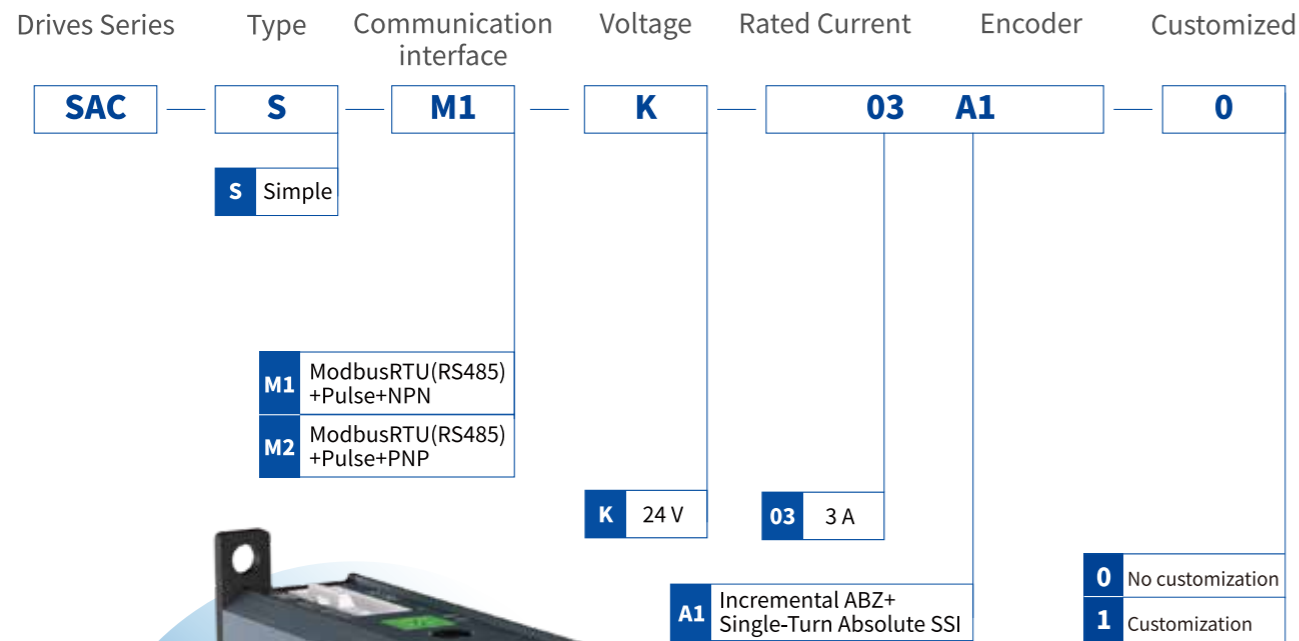 Drives Series Type Communication interface Voltage Rated Current Encoder Customized
SAC S M1 K 03 A1 0
S Simple
M1 ModbusRTU(RS485)
+Pulse+NPN
M2 ModbusRTU(RS485)
+Pulse+PNP
K 24 V 03 3 A
A1 Incremental ABZ+
Single-Turn Absolute SSI
0 No customization
1 Customization